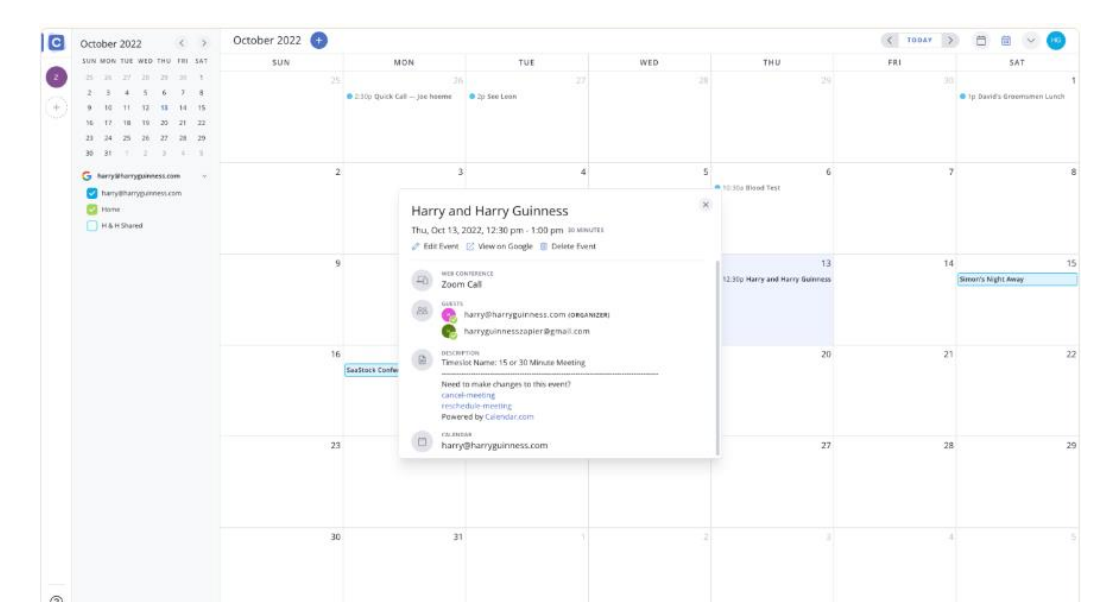 C
October 2022
SUN MON TUE WED THU FRI SAT
25 26 27 28 29 30 1
2 3 4 5 6 7 8
9 10 11 12 13 14 15
16 17 18 19 20 21 22
23 24 25 26 27 28 29
30 31 1 2 3 4 5
harry@harryguinness.com
harry@harryguinness.com
Home
H & H Shared
Z
October 2022
TODAY
HG
SUN MON TUE WED THU FRI SAT
25 26 27 28 29 30 1
2:30p Quick Call — joe hoeme
2p See Leon
1p David's Groomsmen Lunch
2 3 4 5 6 7 8
10:30a Blood Test
9 13 14 15
12:30p Harry and Harry Guinness
Simon's Night Away
16 20 21 22
SaaStock Confe
23 27 28 29
30 31 1 2 3 4 5
Harry and Harry Guinness
Thu, Oct 13, 2022, 12:30 pm - 1:00 pm 30 MINUTES
Edit Event View on Google Delete Event
WEB CONFERENCE
Zoom Call
GUESTS
harry@harryguinness.com (ORGANIZER)
harryguinnesszapier@gmail.com
DESCRIPTION
Timeslot Name: 15 or 30 Minute Meeting
Need to make changes to this event?
cancel-meeting
reschedule-meeting
Powered by Calendar.com
CALENDAR
harry@harryguinness.com